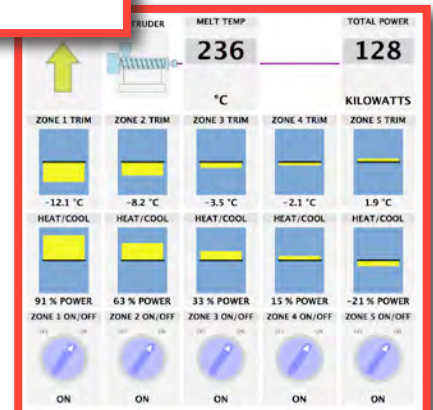 MELT TEMP
TOTAL POWER
236
128
°C
KILOWATTS
ZONE 1 TRIM ZONE 2 TRIM ZONE 3 TRIM ZONE 4 TRIM ZONE 5 TRIM
-12.1 °C -8.2 °C -3.5 °C -2.1 °C 1.9 °C
HEAT/COOL HEAT/COOL HEAT/COOL HEAT/COOL HEAT/COOL
91 % POWER 63 % POWER 33 % POWER 15 % POWER -21 % POWER
ZONE 1 ON/OFF ZONE 2 ON/OFF ZONE 3 ON/OFF ZONE 4 ON/OFF ZONE 5 ON/OFF
ON ON ON ON ON